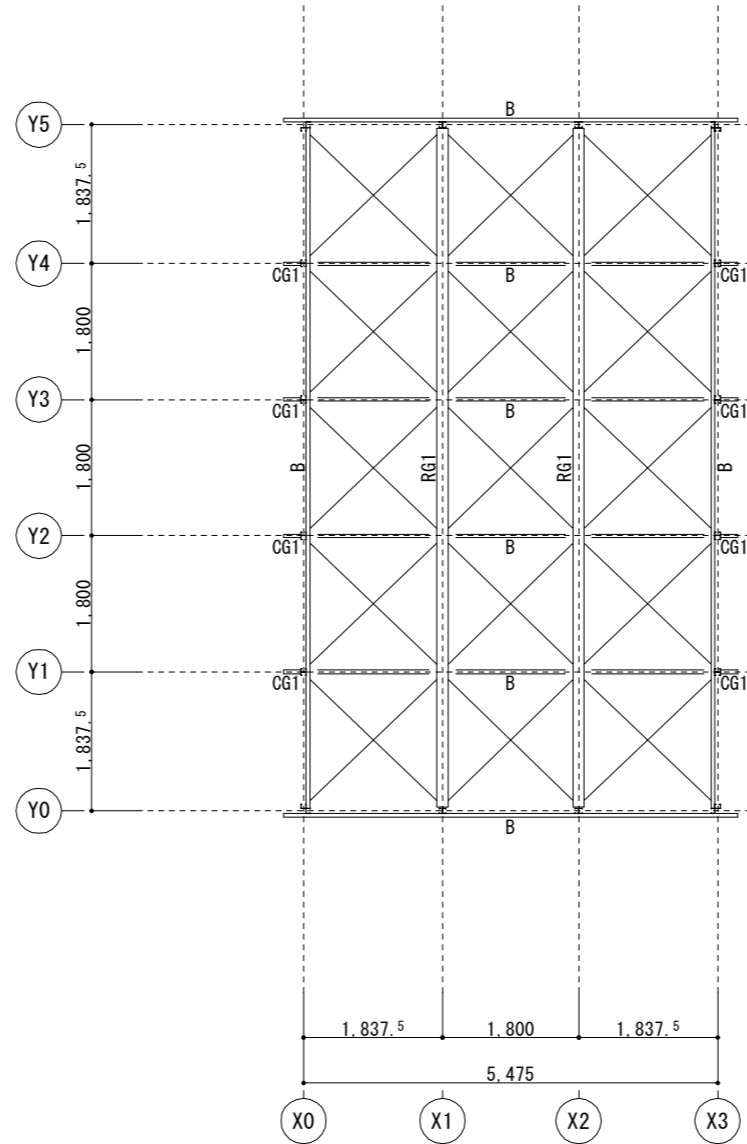 B
Y5
1,837.5
Y4
CG1 B CG1
1,800
Y3
CG1 B CG1
1,800
B RG1 RG1 B
Y2
CG1 B CG1
1,800
Y1
CG1 B CG1
1,837.5
Y0
B
1,837.5 1,800 1,837.5
5,475
X0 X1 X2 X3